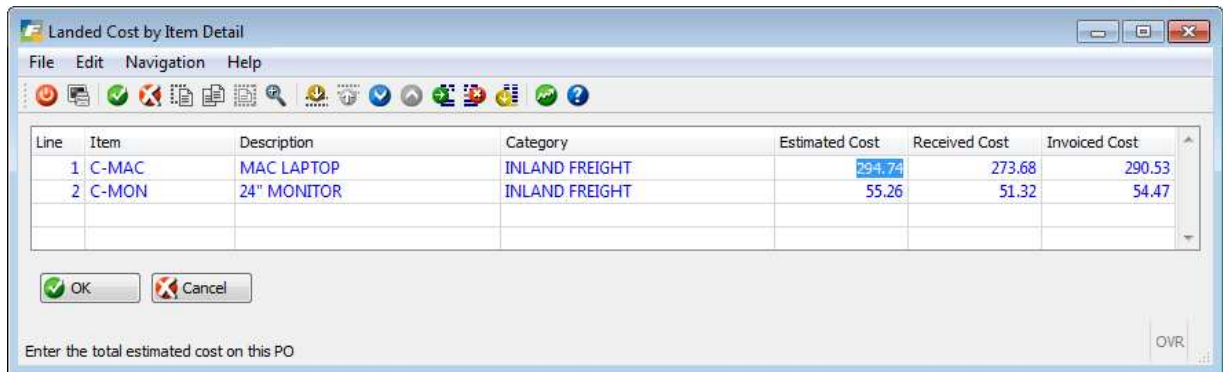 Landed Cost by Item Detail
File Edit Navigation Help
Line Item Description Category Estimated Cost Received Cost Invoiced Cost
1 C-MAC MAC LAPTOP INLAND FREIGHT 294.74 273.68 290.53
2 C-MON 24" MONITOR INLAND FREIGHT 55.26 51.32 54.47
OK Cancel
Enter the total estimated cost on this PO OVR